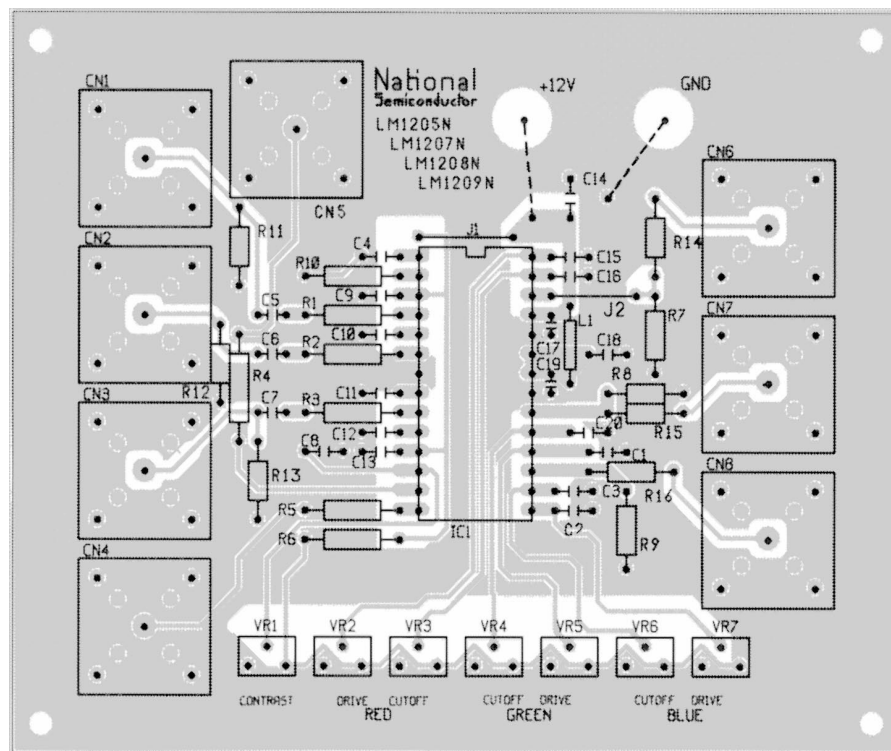 CN1
National
Semiconductor
+12V
GND
LM1205N
LM1207N
LM1208N
LM1209N
CN5
CN6
C14
R11
J1
R14
CN2
C4
C15
R10
C16
C9
C5
R1
J2
L1
R7
CN7
C10
C17
C18
C6
R2
R4
C19
R8
R12
CN3
C11
R3
C7
R15
C20
C8
C12
C13
C1
CN8
R13
C3
R16
R5
IC1
C2
R6
R9
CN4
VR1
VR2
VR3
VR4
VR5
VR6
VR7
CONTRAST
DRIVE
CUTOFF
CUTOFF
DRIVE
CUTOFF
DRIVE
RED
GREEN
BLUE